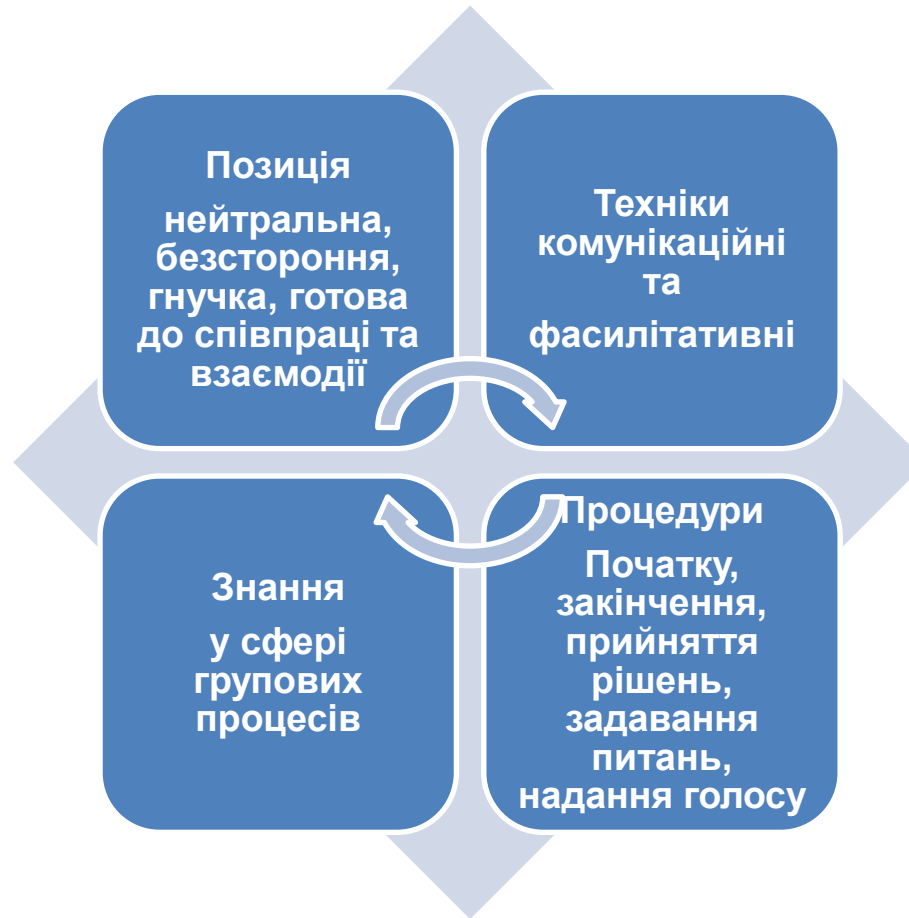 Позиція
нейтральна,
безстороння,
гнучка, готова
до співпраці та
взаємодії
Техніки
комунікаційні
та
фасилітативні
Знання
у сфері
групових
процесів
Процедури
Початку,
закінчення,
прийняття
рішень,
задавання
питань,
надання голосу